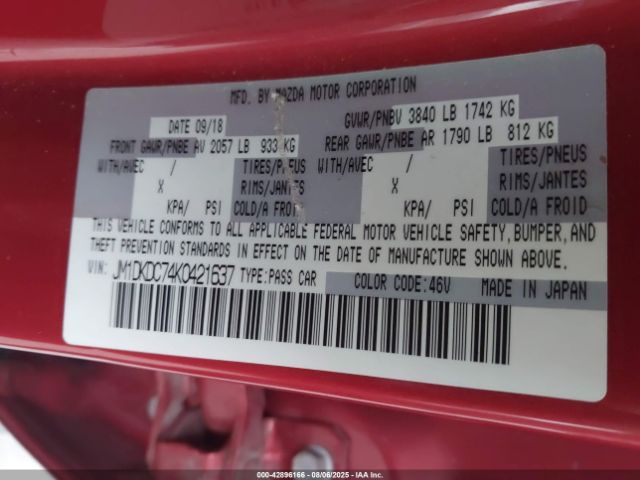 MFD. BY MAZDA MOTOR CORPORATION
DATE 09/18 GVWR/PNBV 3840 LB 1742 KG
FRONT GAWR/PNBE AV 2057 LB 933 KG REAR GAWR/PNBE AR 1790 LB 812 KG
WITH/AVEC / TIRES/PNEUS WITH/AVEC / TIRES/PNEUS
X RIMS/JANTES X RIMS/JANTES
KPA/ PSI COLD/A FROID KPA/ PSI COLD/A FROID
THIS VEHICLE CONFORMS TO ALL APPLICABLE FEDERAL MOTOR VEHICLE SAFETY, BUMPER, AND
THEFT PREVENTION STANDARDS IN EFFECT ON THE DATE OF MANUFACTURE SHOWN ABOVE.
VIN: JM1DKDC74K0421637 TYPE:PASS CAR COLOR CODE:46V MADE IN JAPAN
000-42896166 - 08/06/2025 - IAA Inc.